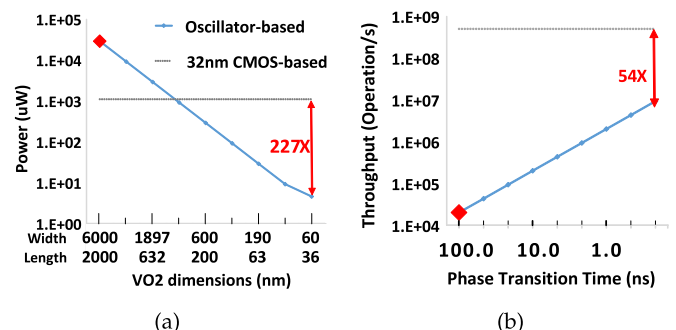 (a)
Power (uW)
1.E+05
1.E+04
1.E+03
1.E+02
1.E+01
1.E+00
Oscillator-based
32nm CMOS-based
227X
Width 6000 1897 600 190 60
Length 2000 632 200 63 36
VO2 dimensions (nm)
(b)
Throughput (Operation/s)
1.E+09
1.E+08
1.E+07
1.E+06
1.E+05
1.E+04
54X
100.0 10.0 1.0
Phase Transition Time (ns)
(a)
(b)